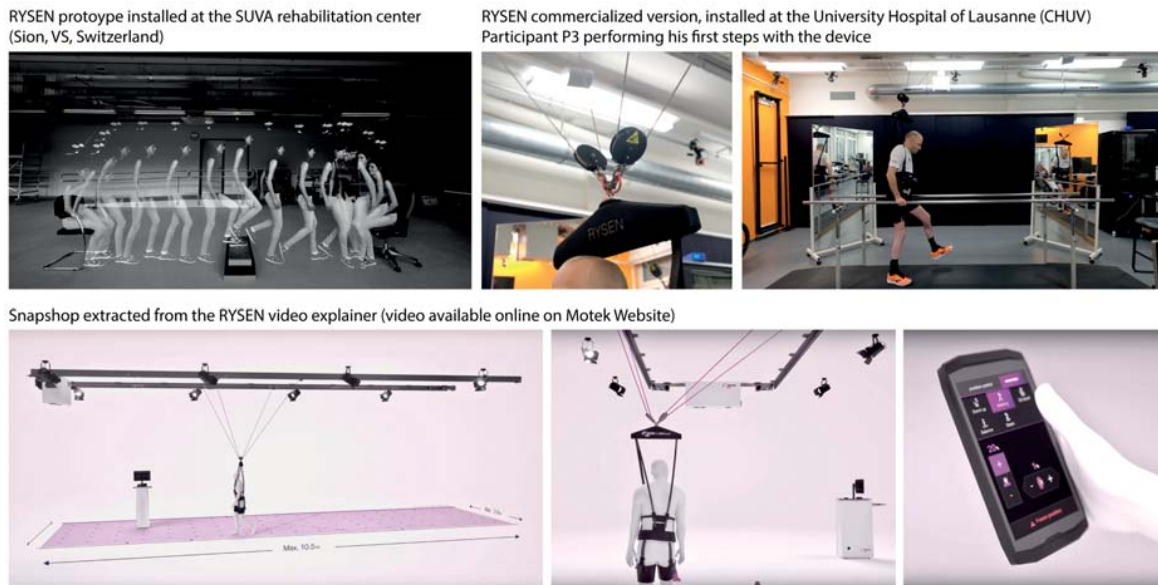 RYSEN protoype installed at the SUVA rehabilitation center
(Sion, VS, Switzerland)
RYSEN commercialized version, installed at the University Hospital of Lausanne (CHUV)
Participant P3 performing his first steps with the device
RYSEN
Snapshop extracted from the RYSEN video explainer (video available online on Motek Website)
Max. 10.5m